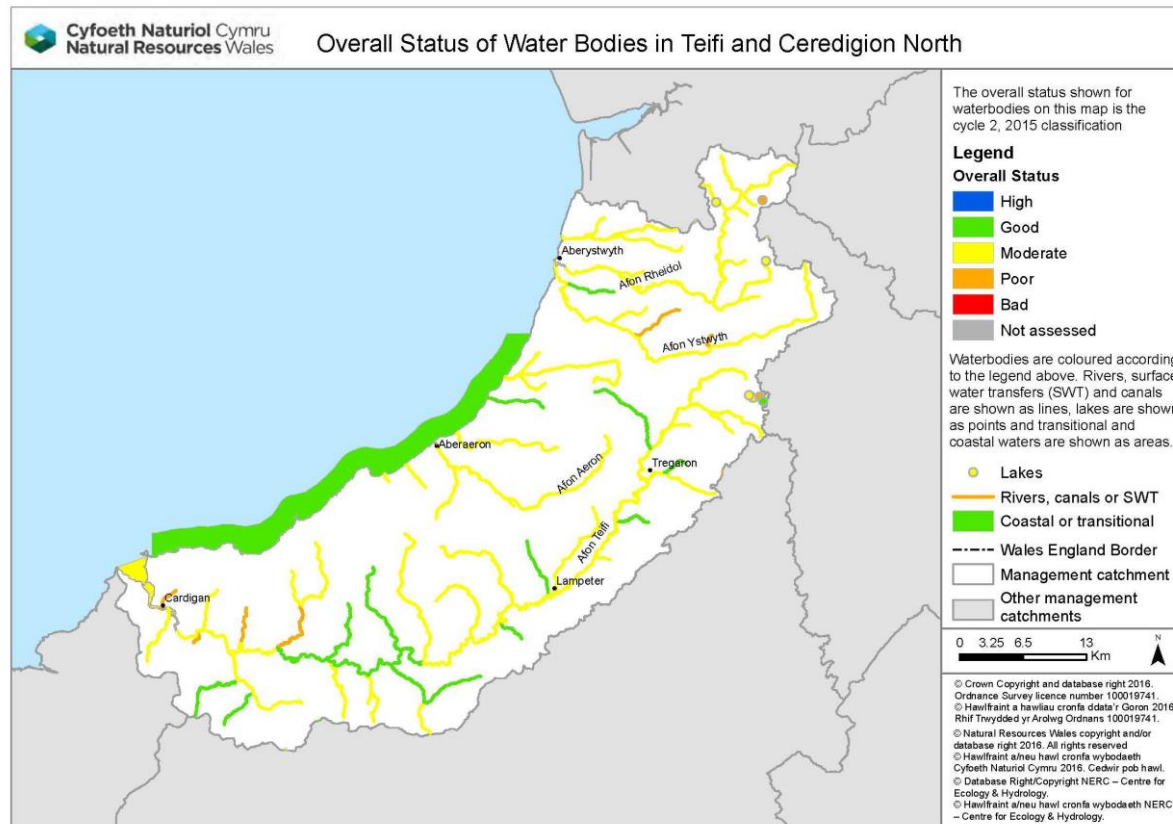 Cyfoeth Naturiol Cymru
Natural Resources Wales
Overall Status of Water Bodies in Teifi and Ceredigion North
Aberystwyth
Afon Rheidol
Afon Ystwyth
Aberaeron
Afon Aeron
Tregaron
Afon Teifi
Lampeter
Cardigan
The overall status shown for
waterbodies on this map is the
cycle 2, 2015 classification
Legend
Overall Status
High
Good
Moderate
Poor
Bad
Not assessed
Waterbodies are coloured according
to the legend above. Rivers, surface
water transfers (SWT) and canals
are shown as lines, lakes are shown
as points and transitional and
coastal waters are shown as areas.
Lakes
Rivers, canals or SWT
Coastal or transitional
Wales England Border
Management catchment
Other management
catchments
0 3.25 6.5 13
Km
N
© Crown Copyright and database right 2016.
Ordnance Survey licence number 100019741.
© Hawlfraint a hawliau cronfa ddata'r Goron 2016
Rhif Trwydded yr Arolwg Ordnans 100019741.
© Natural Resources Wales copyright and/or
database right 2016. All rights reserved
© Hawlfraint a/neu hawl cronfa wybodaeth
Cyfoeth Naturiol Cymru 2016. Cedwir pob hawl.
© Database Right/Copyright NERC – Centre for
Ecology & Hydrology.
© Hawlfraint a/neu hawl cronfa wybodaeth NERC
– Centre for Ecology & Hydrology.